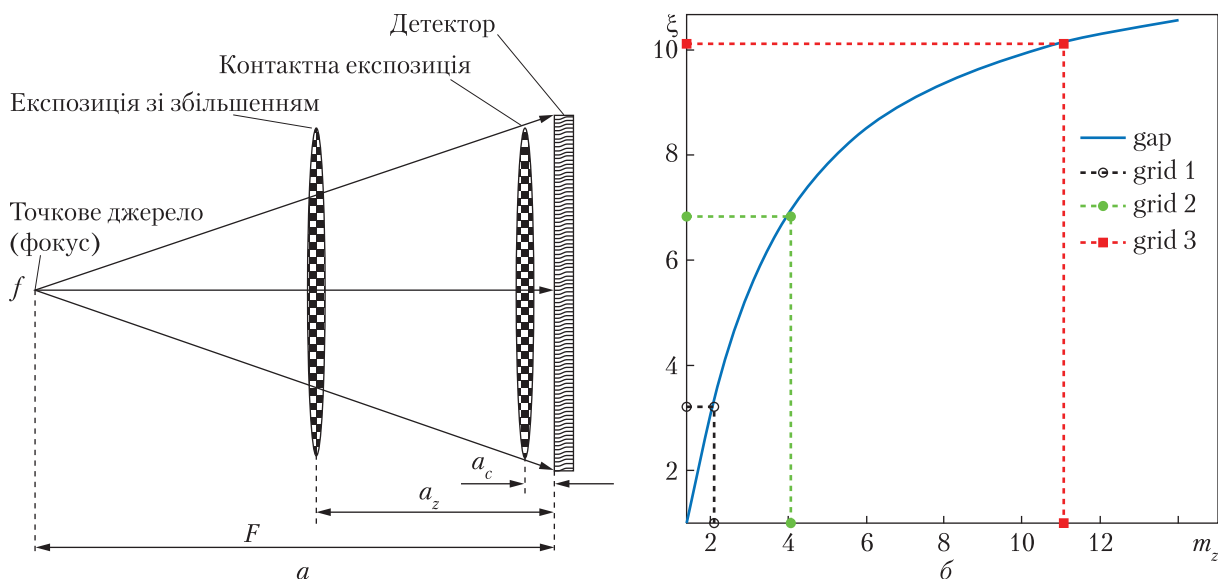 Детектор
Контактна експозиція
Експозиція зі збільшенням
Точкове джерело
(фокус)
f
a_c
a_z
F
а
ξ
10
8
6
4
2
gap
grid 1
grid 2
grid 3
2 4 6 8 10 12 m_z
б